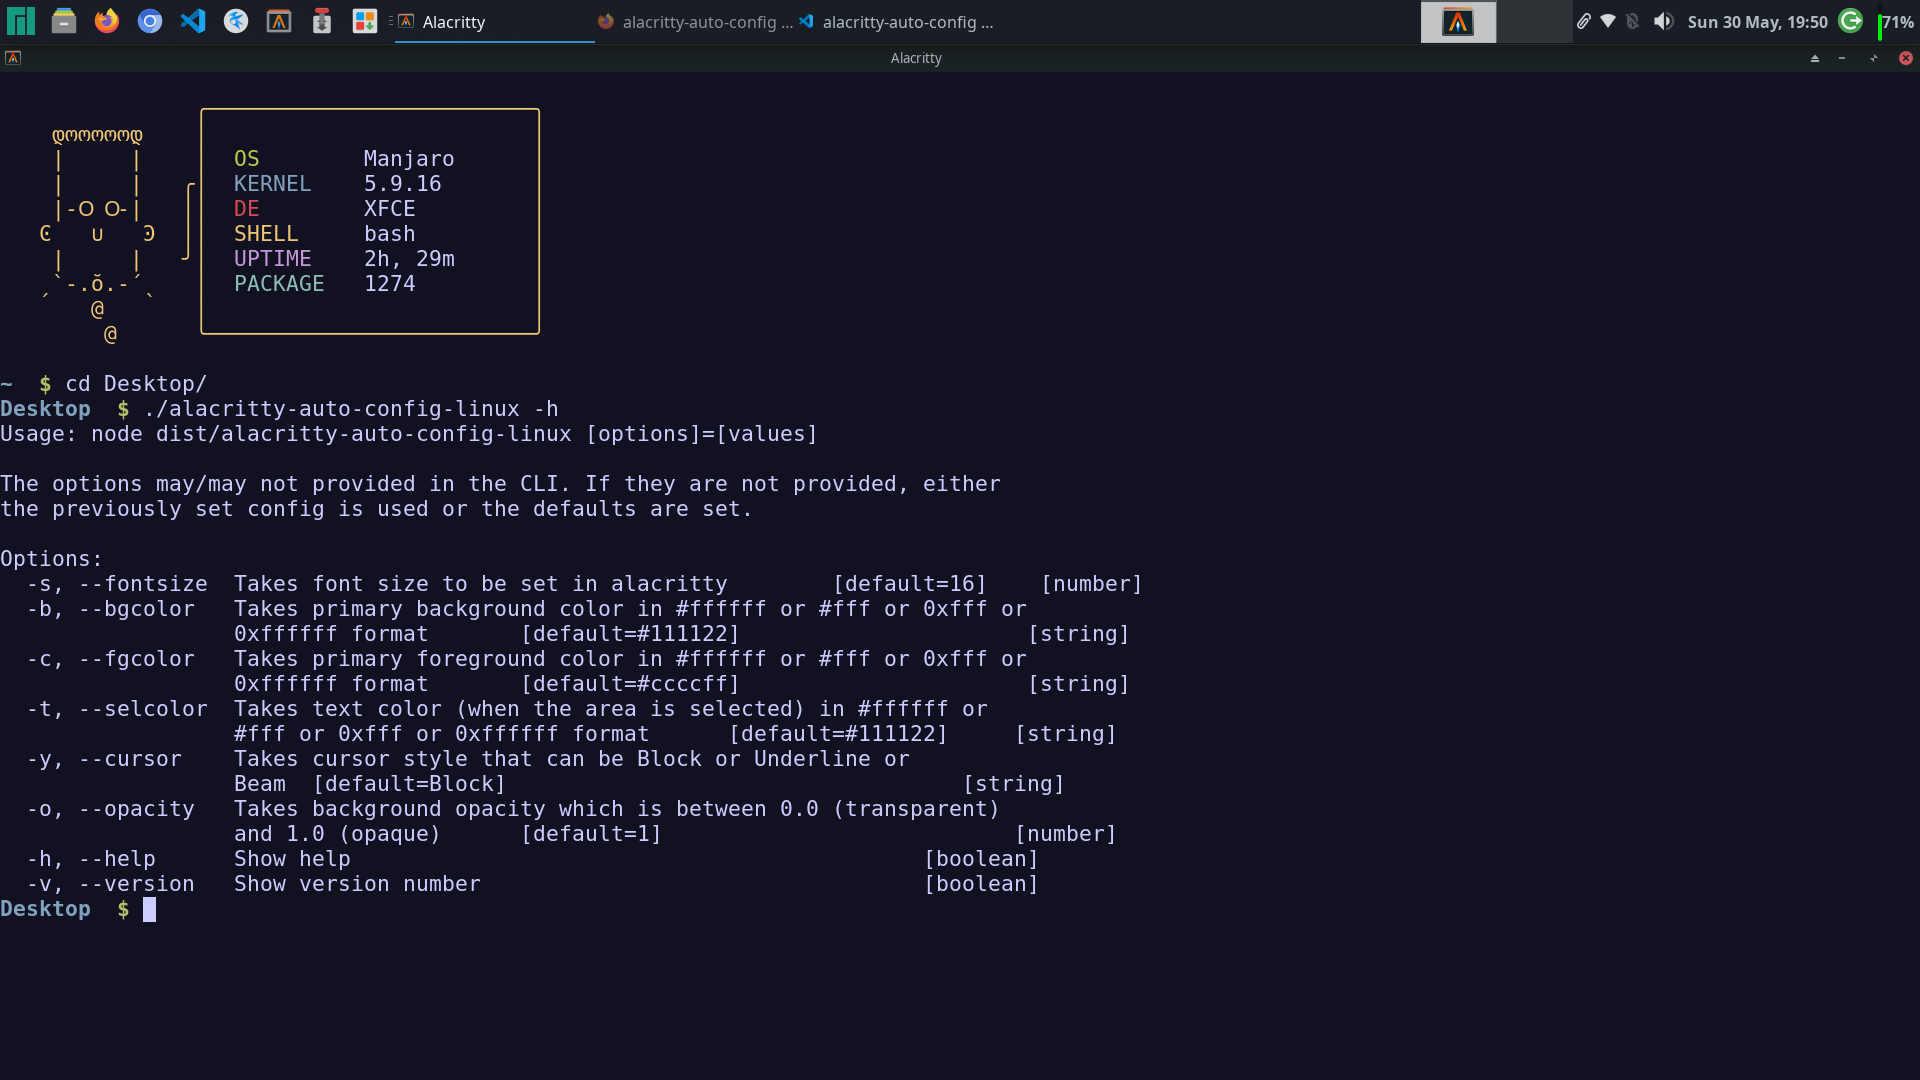 Alacritty
alacritty-auto-config ...
alacritty-auto-config ...
Sun 30 May, 19:50
71%
Alacritty
OS Manjaro
KERNEL 5.9.16
DE XFCE
SHELL bash
UPTIME 2h, 29m
PACKAGE 1274
~ $ cd Desktop/
Desktop $ ./alacritty-auto-config-linux -h
Usage: node dist/alacritty-auto-config-linux [options]=[values]
The options may/may not provided in the CLI. If they are not provided, either
the previously set config is used or the defaults are set.
Options:
-s, --fontsize Takes font size to be set in alacritty [default=16] [number]
-b, --bgcolor Takes primary background color in #ffffff or #fff or 0xfff or
0xffffff format [default=#111122] [string]
-c, --fgcolor Takes primary foreground color in #ffffff or #fff or 0xfff or
0xffffff format [default=#ccccff] [string]
-t, --selcolor Takes text color (when the area is selected) in #ffffff or
#fff or 0xfff or 0xffffff format [default=#111122] [string]
-y, --cursor Takes cursor style that can be Block or Underline or
Beam [default=Block] [string]
-o, --opacity Takes background opacity which is between 0.0 (transparent)
and 1.0 (opaque) [default=1] [number]
-h, --help Show help [boolean]
-v, --version Show version number [boolean]
Desktop $